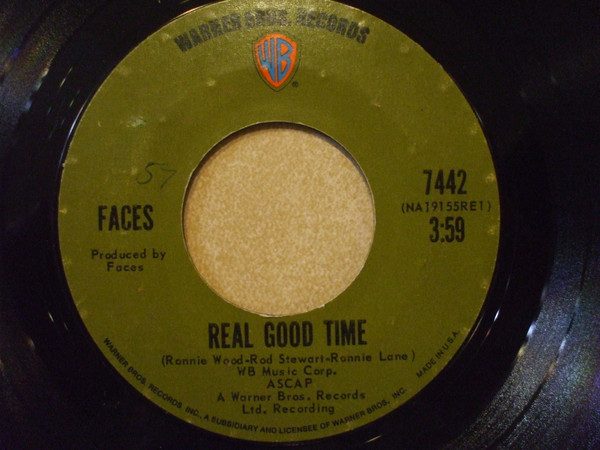 WARNER BROS. RECORDS
WB
®
57
FACES
Produced by
Faces
7442
(NA19155RE1)
3:59
REAL GOOD TIME
(Ronnie Wood-Rod Stewart-Ronnie Lane)
WB Music Corp.
ASCAP
A Warner Bros. Records
Ltd. Recording
WARNER BROS. RECORDS, INC., A SUBSIDIARY AND LICENSEE OF WARNER BROS., INC.
MADE IN U.S.A.